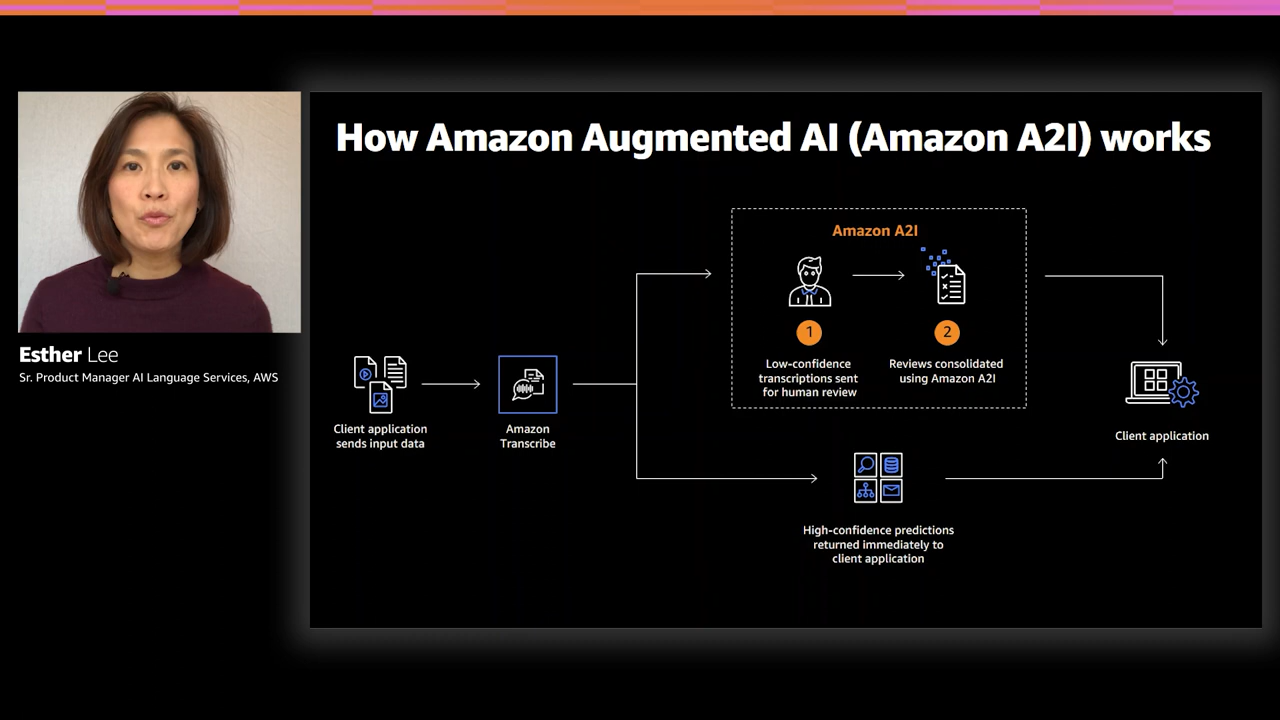 How Amazon Augmented AI (Amazon A2I) works
Esther Lee
Sr. Product Manager AI Language Services, AWS
Client application
sends input data
Amazon
Transcribe
Amazon A2I
1
Low-confidence
transcriptions sent
for human review
2
Reviews consolidated
using Amazon A2I
High-confidence predictions
returned immediately to
client application
Client application